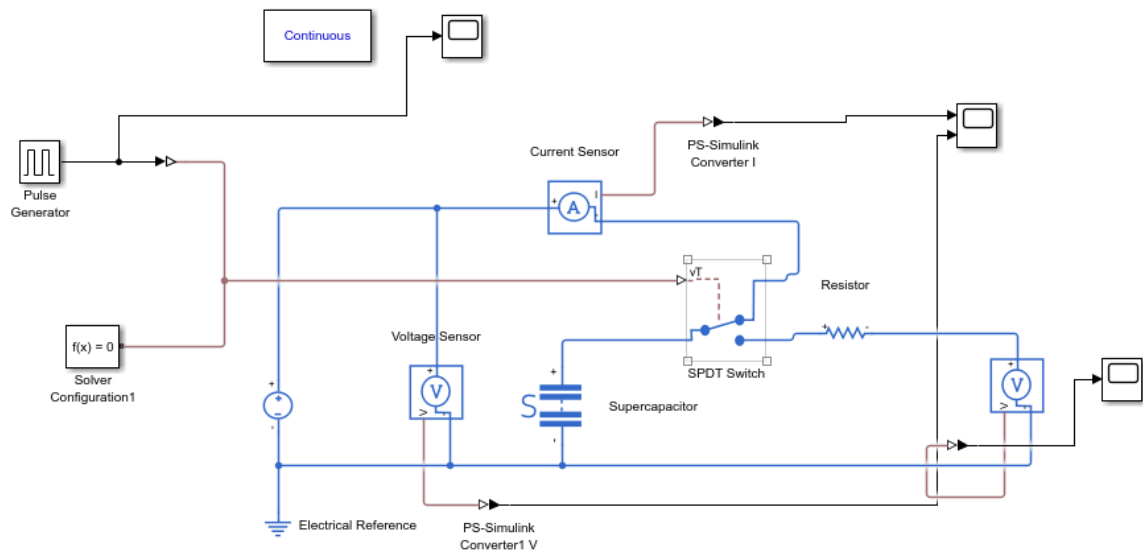 Continuous
Pulse
Generator
Current Sensor
PS-Simulink
Converter I
A
I
vT
Resistor
f(x) = 0
Solver
Configuration1
Voltage Sensor
V
V
SPDT Switch
S
Supercapacitor
V
V
Electrical Reference
PS-Simulink
Converter1 V